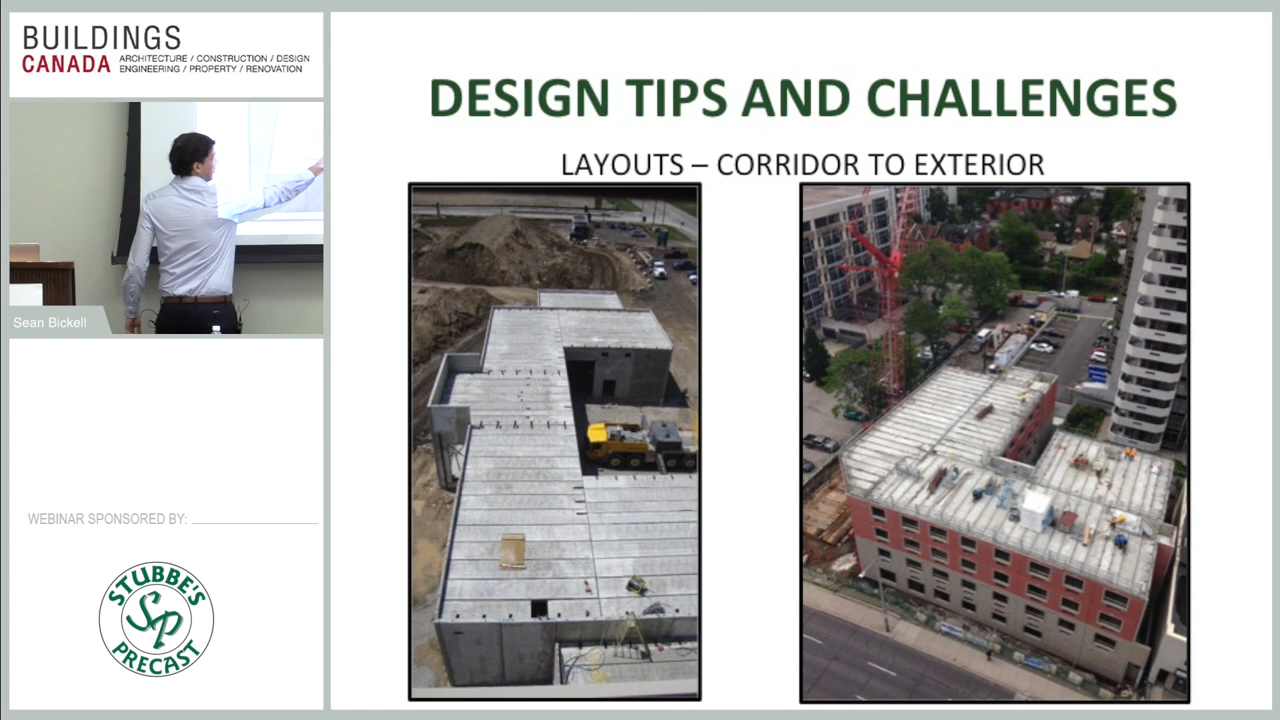 BUILDINGS
CANADA ARCHITECTURE / CONSTRUCTION / DESIGN
ENGINEERING / PROPERTY / RENOVATION
Sean Bickell
WEBINAR SPONSORED BY:
STUBBE'S
SP
PRECAST
DESIGN TIPS AND CHALLENGES
LAYOUTS – CORRIDOR TO EXTERIOR